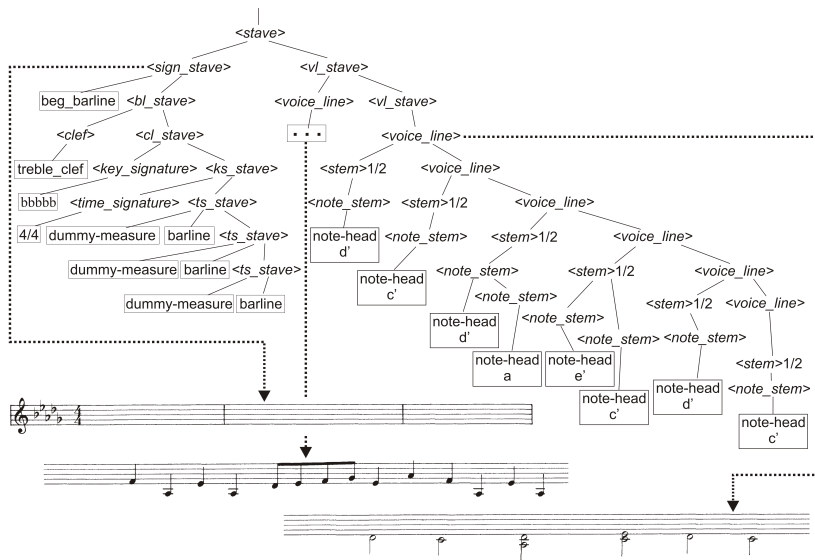 <stave>
<sign_stave> <vl_stave>
beg_barline <bl_stave> <voice_line> <vl_stave>
<clef> <cl_stave> . . . <voice_line>
treble_clef <key_signature> <ks_stave> <stem>1/2 <voice_line>
bbbbb <time_signature> <ts_stave> <note_stem> <stem>1/2 <voice_line>
4/4 dummy-measure barline <ts_stave> note-head d' <note_stem> <stem>1/2 <voice_line>
dummy-measure barline <ts_stave> note-head c' <note_stem> <stem>1/2 <voice_line>
dummy-measure barline <note_stem> <note_stem> <stem>1/2 <voice_line>
note-head d' <note_stem> <note_stem> <stem>1/2
note-head a note-head e' <note_stem>
note-head c' note-head d' note-head c'
4
4